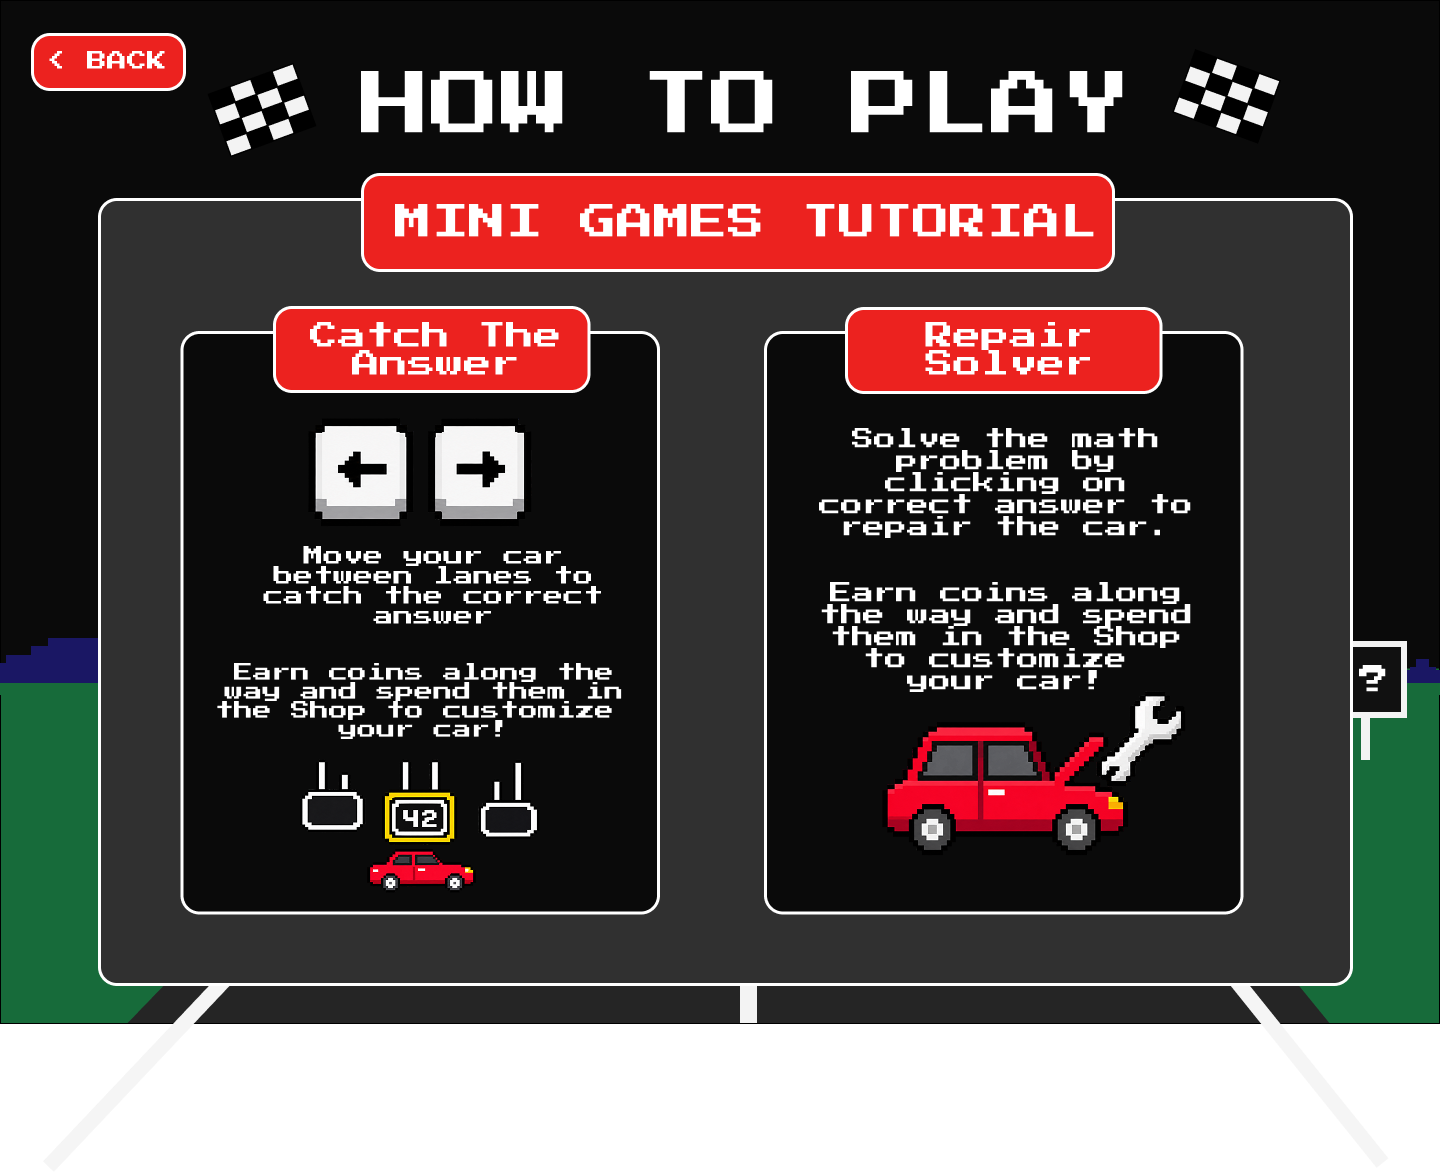 < BACK
HOW TO PLAY
MINI GAMES TUTORIAL
Catch The
Answer
Move your car
between lanes to
catch the correct
answer
Earn coins along the
way and spend them in
the Shop to customize
your car!
42
Repair
Solver
Solve the math
problem by
clicking on
correct answer to
repair the car.
Earn coins along
the way and spend
them in the Shop
to customize
your car!
?